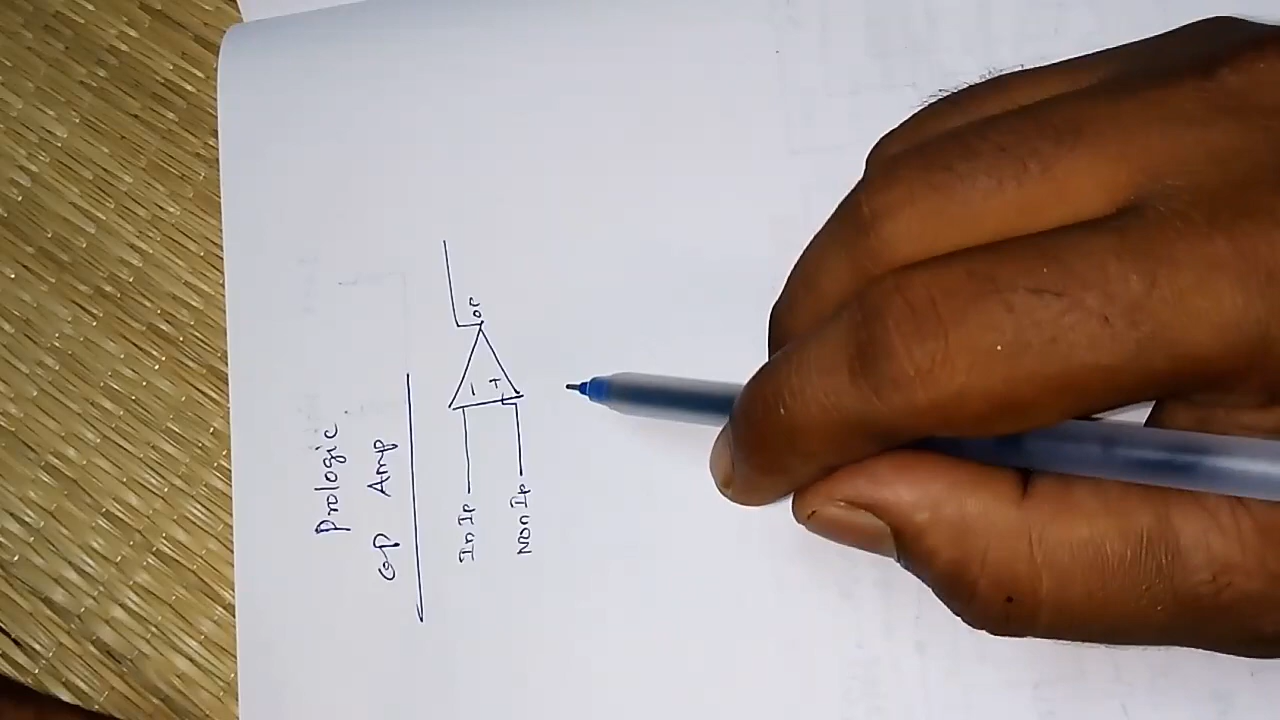 Prologic
OP Amp
In Ip
Non Ip
- +
OP